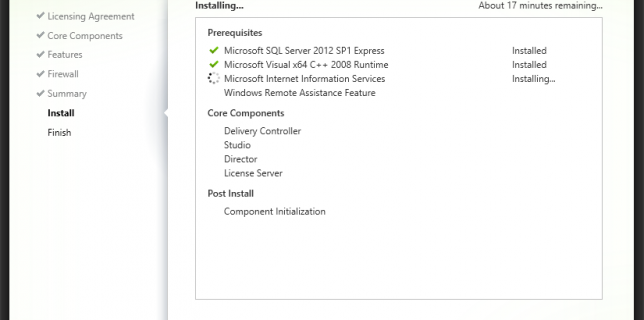 Licensing Agreement
Core Components
Features
Firewall
Summary
Install
Finish
Installing... About 17 minutes remaining...
Prerequisites
Microsoft SQL Server 2012 SP1 Express Installed
Microsoft Visual x64 C++ 2008 Runtime Installed
Microsoft Internet Information Services Installing...
Windows Remote Assistance Feature
Core Components
Delivery Controller
Studio
Director
License Server
Post Install
Component Initialization